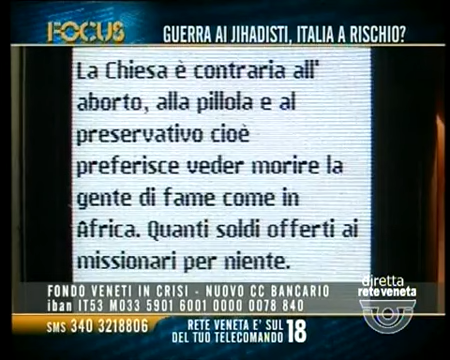 FOCUS
GUERRA AI JIHADISTI, ITALIA A RISCHIO?
La Chiesa è contraria all'
aborto, alla pillola e al
preservativo cioè
preferisce veder morire la
gente di fame come in
Africa. Quanti soldi offerti ai
missionari per niente.
diretta
reteveneta
FONDO VENETI IN CRISI - NUOVO CC BANCARIO
iban IT53 M033 5901 6001 0000 0078 840
SMS 340 3218806
RETE VENETA E' SUL 18
DEL TUO TELECOMANDO